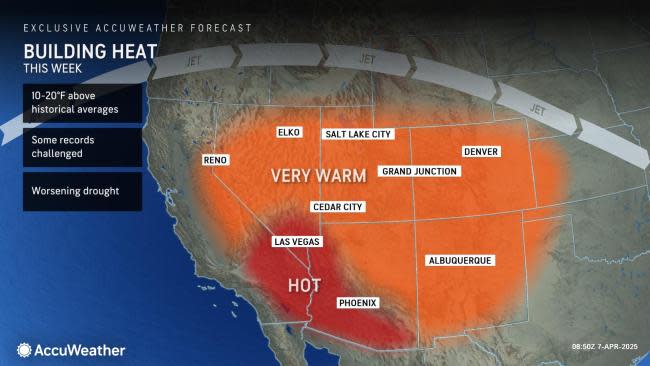 EXCLUSIVE ACCUWEATHER FORECAST
BUILDING HEAT
THIS WEEK
10-20°F above
historical averages
Some records
challenged
Worsening drought
JET
JET
JET
ELKO
SALT LAKE CITY
RENO
DENVER
VERY WARM
GRAND JUNCTION
CEDAR CITY
LAS VEGAS
ALBUQUERQUE
HOT
PHOENIX
AccuWeather
08:50Z 7-APR-2025